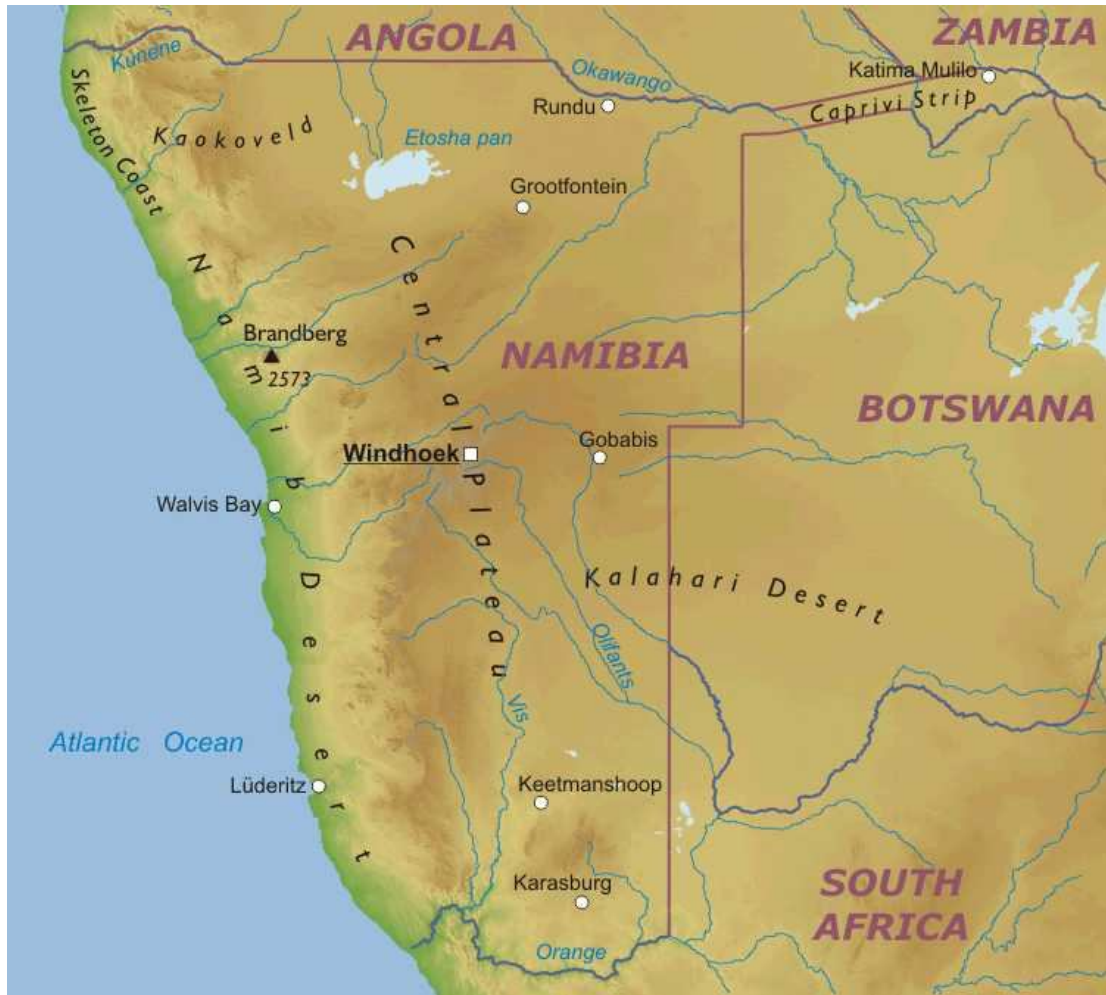 ANGOLA
ZAMBIA
Kunene
Okawango
Katima Mulilo
Caprivi Strip
Rundu
Skeleton Coast
Kaokoveld
Etosha pan
Grootfontein
Central Plateau
Namib Desert
Brandberg
2573
NAMIBIA
BOTSWANA
Windhoek
Gobabis
Walvis Bay
Kalahari Desert
Olifants
Vis
Atlantic Ocean
Lüderitz
Keetmanshoop
Karasburg
SOUTH
AFRICA
Orange